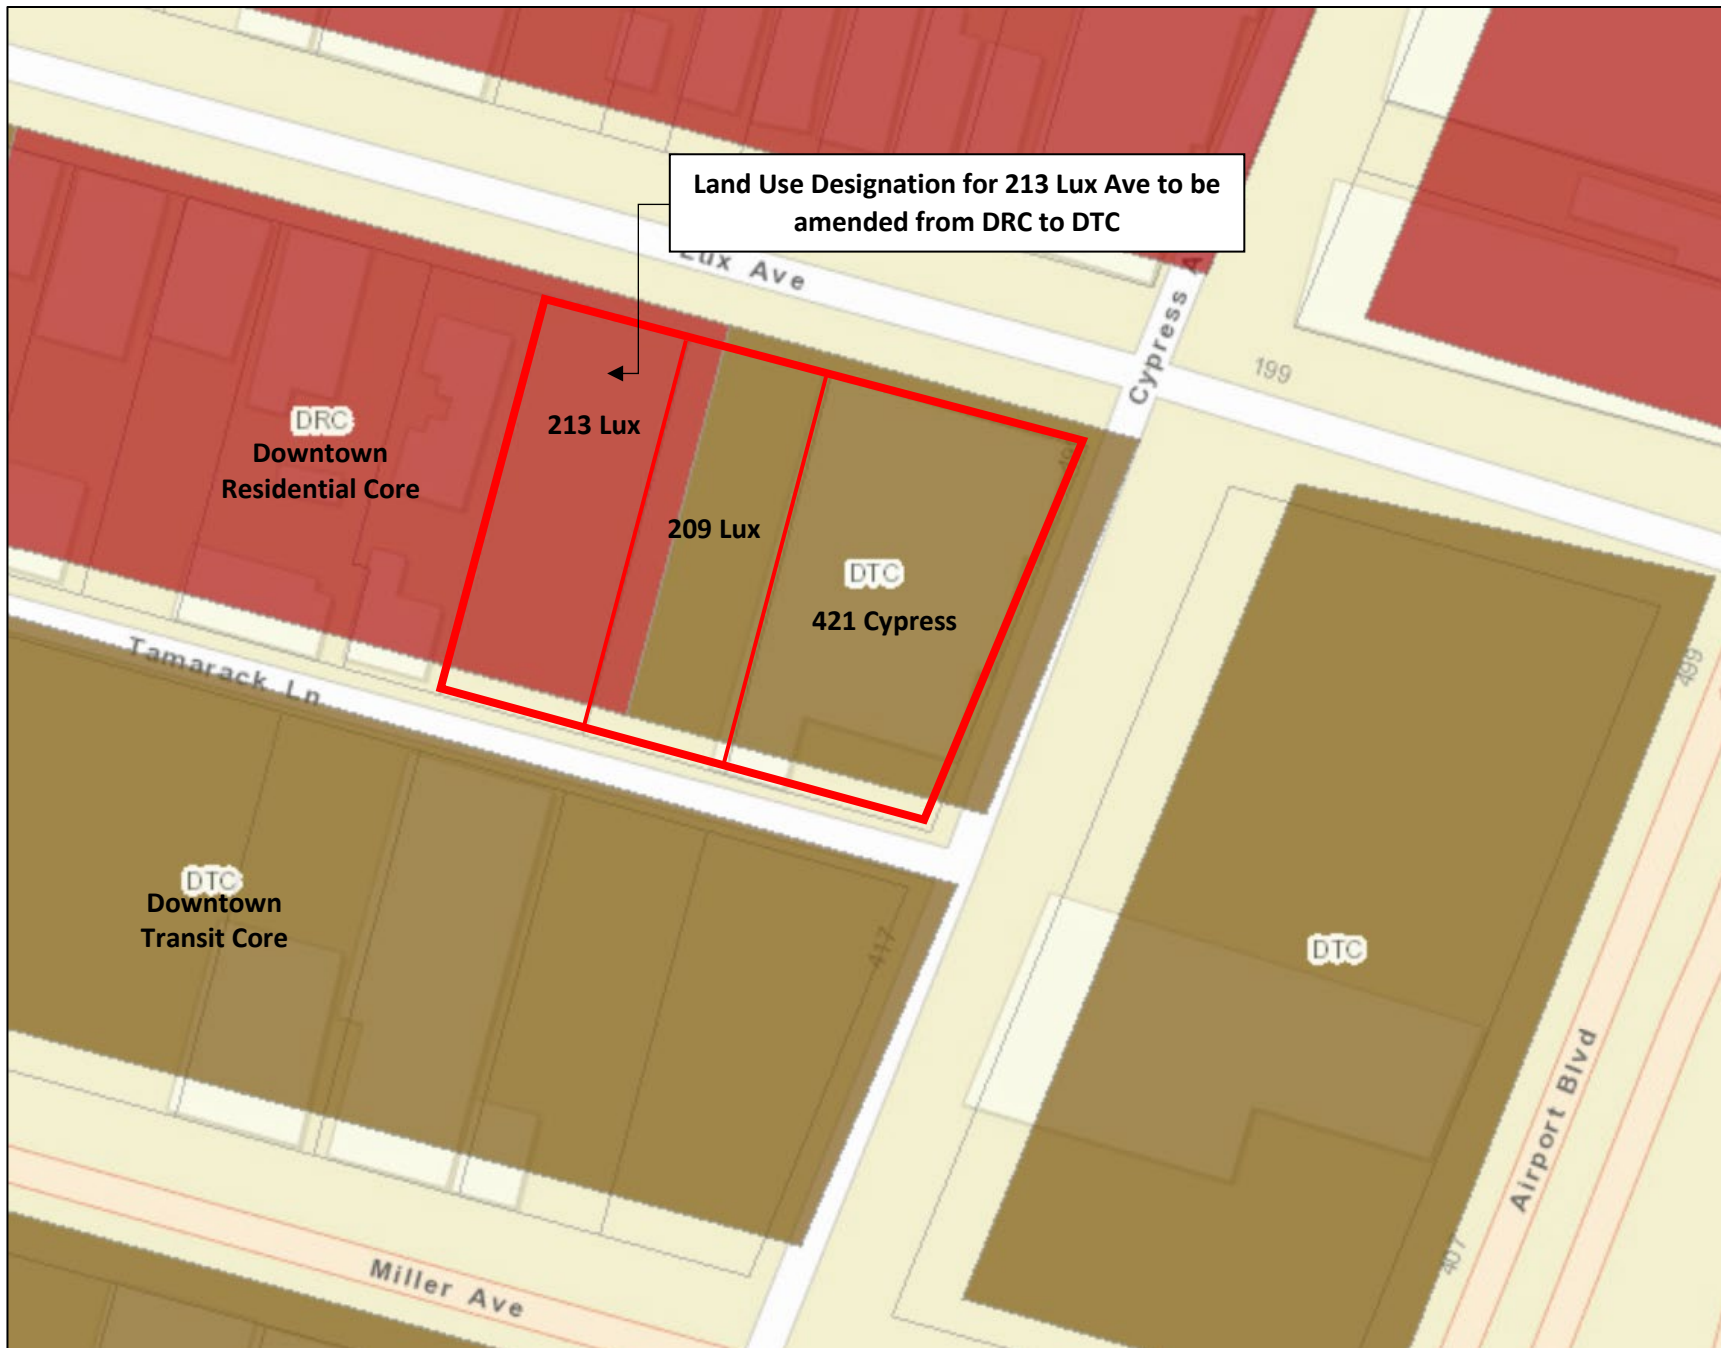 Land Use Designation for 213 Lux Ave to be
amended from DRC to DTC
Lux Ave
Cypress A
199
213 Lux
DRC
Downtown
Residential Core
209 Lux
DTC
421 Cypress
Tamarack Ln
499
DTC
Downtown
Transit Core
417
DTC
Airport Blvd
407
Miller Ave